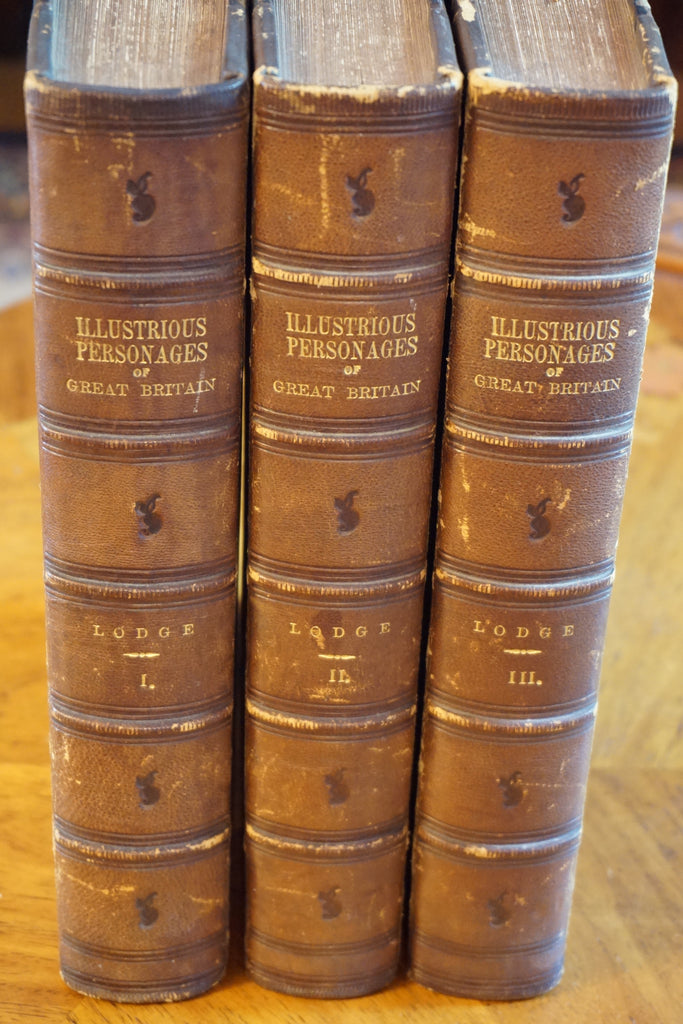 ILLUSTRIOUS
PERSONAGES
OF
GREAT BRITAIN
LODGE
I.
ILLUSTRIOUS
PERSONAGES
OF
GREAT BRITAIN
LODGE
II.
ILLUSTRIOUS
PERSONAGES
OF
GREAT BRITAIN
LODGE
III.